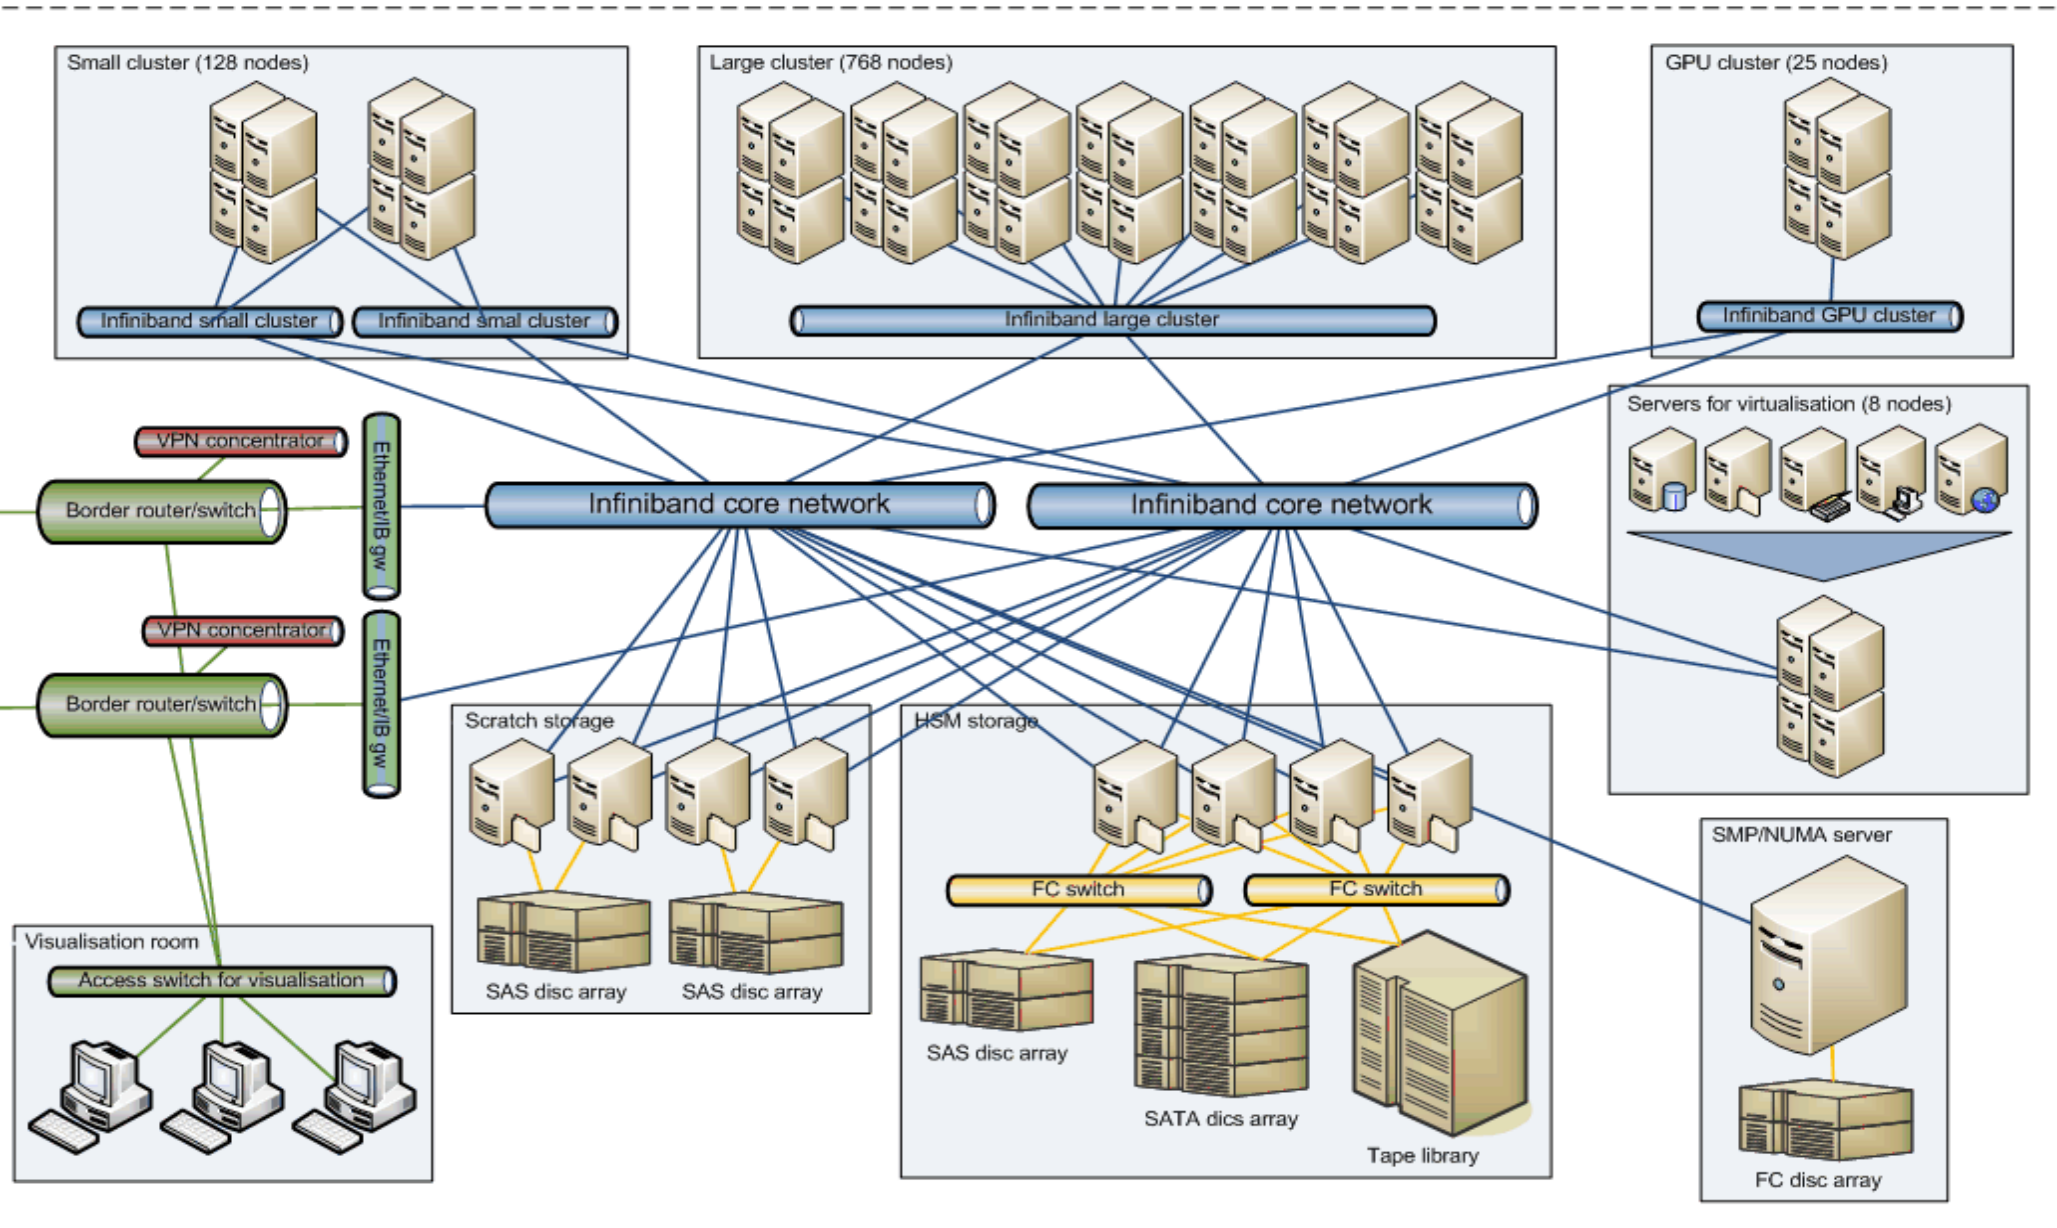 Small cluster (128 nodes)
Large cluster (768 nodes)
GPU cluster (25 nodes)
Infiniband small cluster
Infiniband smal cluster
Infiniband large cluster
Infiniband GPU cluster
Servers for virtualisation (8 nodes)
VPN concentrator
Border router/switch
Ethernet/IB gw
Infiniband core network
Infiniband core network
VPN concentrator
Border router/switch
Ethernet/IB gw
Scratch storage
HSM storage
SMP/NUMA server
FC switch
FC switch
Visualisation room
Access switch for visualisation
SAS disc array
SAS disc array
SAS disc array
SATA dics array
Tape library
FC disc array